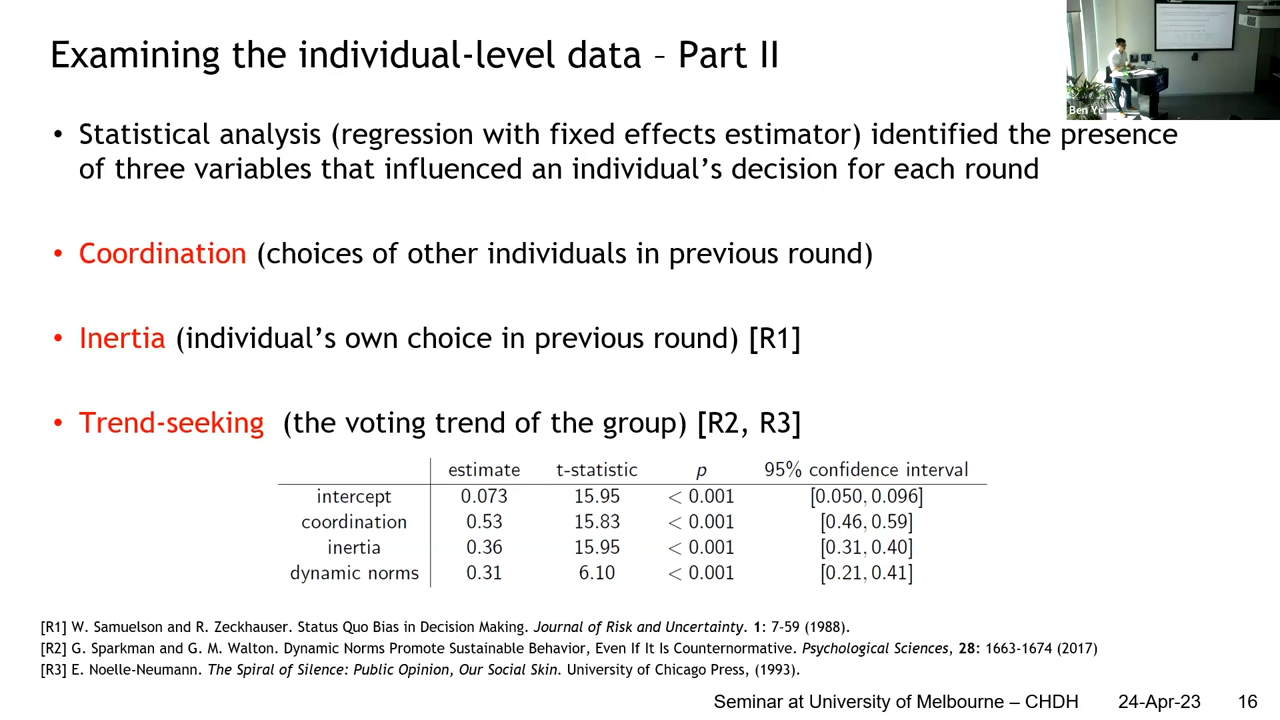 Examining the individual-level data – Part II
Ben Ye
• Statistical analysis (regression with fixed effects estimator) identified the presence
of three variables that influenced an individual’s decision for each round
• Coordination (choices of other individuals in previous round)
• Inertia (individual’s own choice in previous round) [R1]
• Trend-seeking (the voting trend of the group) [R2, R3]
estimate t-statistic p 95% confidence interval
intercept 0.073 15.95 < 0.001 [0.050, 0.096]
coordination 0.53 15.83 < 0.001 [0.46, 0.59]
inertia 0.36 15.95 < 0.001 [0.31, 0.40]
dynamic norms 0.31 6.10 < 0.001 [0.21, 0.41]
[R1] W. Samuelson and R. Zeckhauser. Status Quo Bias in Decision Making. Journal of Risk and Uncertainty. 1: 7–59 (1988).
[R2] G. Sparkman and G. M. Walton. Dynamic Norms Promote Sustainable Behavior, Even If It Is Counternormative. Psychological Sciences, 28: 1663-1674 (2017)
[R3] E. Noelle-Neumann. The Spiral of Silence: Public Opinion, Our Social Skin. University of Chicago Press, (1993).
Seminar at University of Melbourne – CHDH 24-Apr-23 16